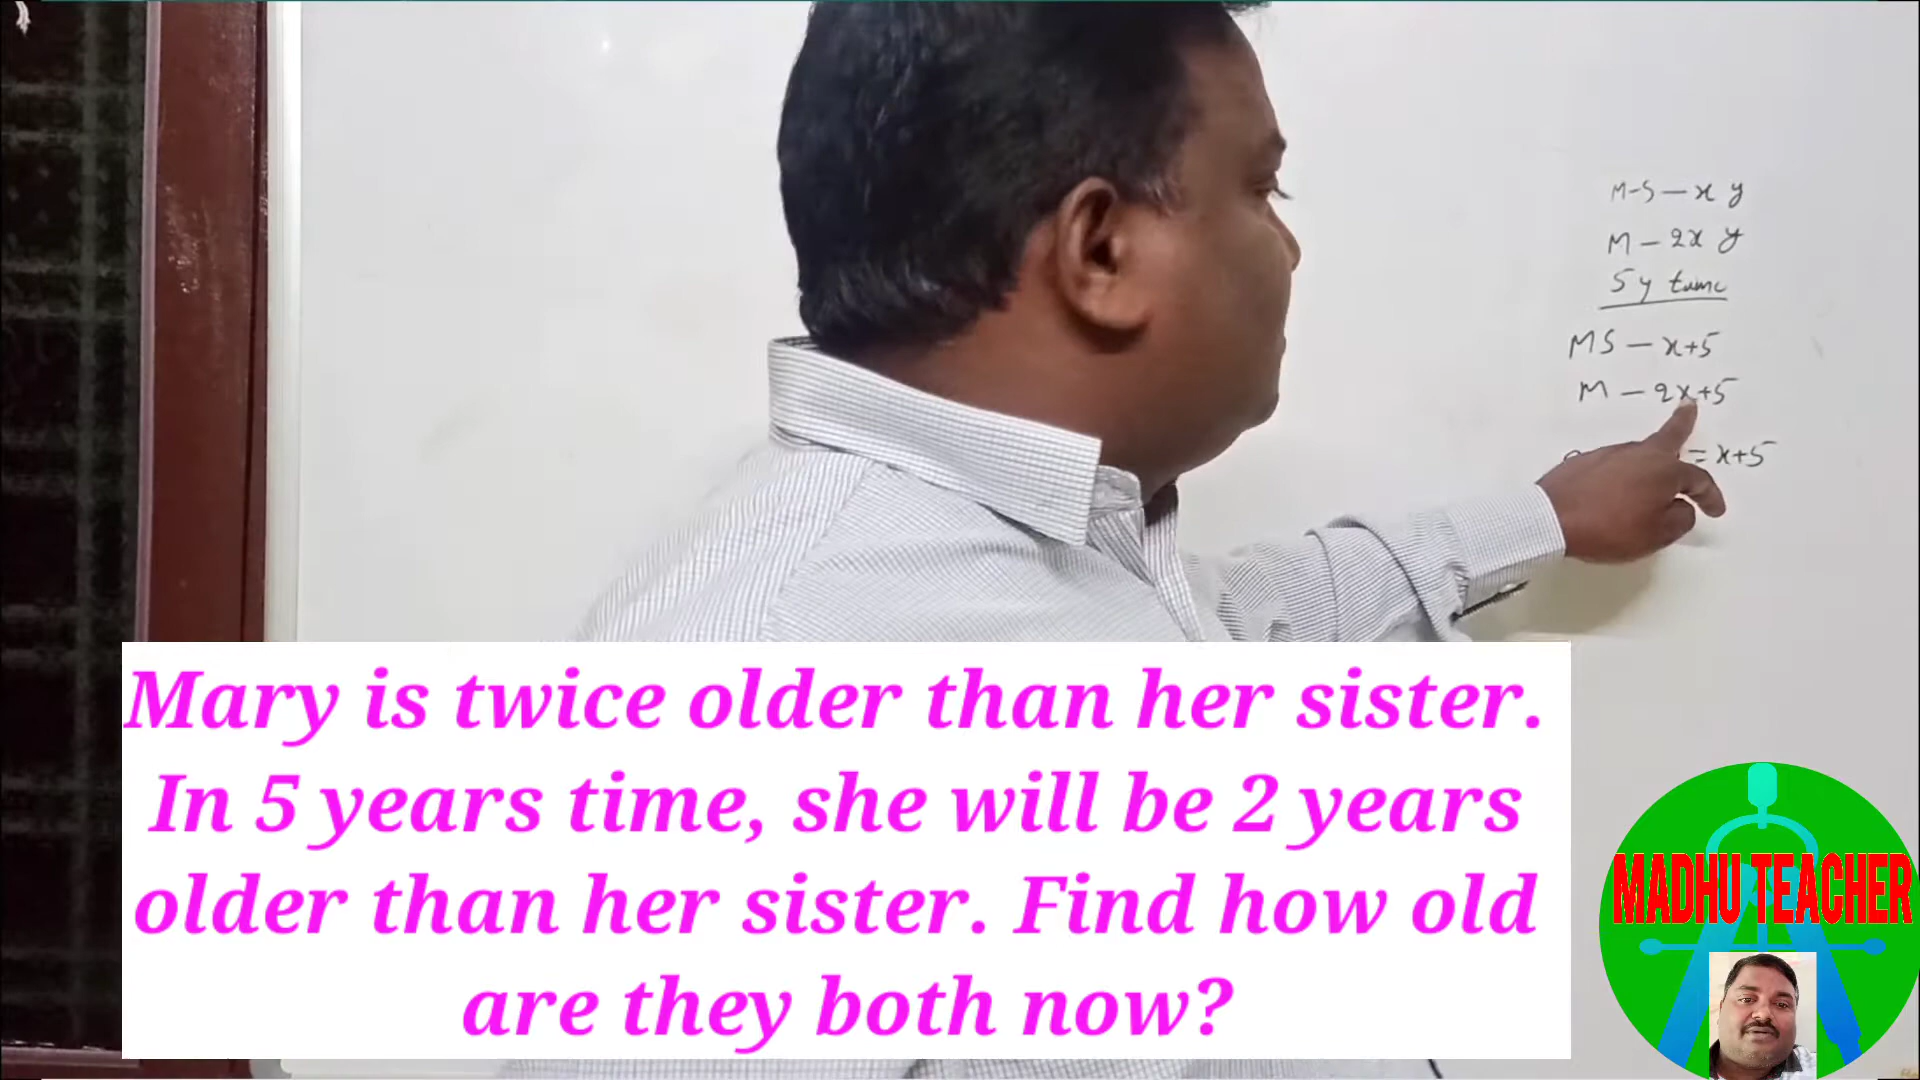 M-S — x y
M — 2x y
5 y time
MS — x+5
M — 2x+5
= x+5
Mary is twice older than her sister.
In 5 years time, she will be 2 years
older than her sister. Find how old
are they both now?
MADHU TEACHER